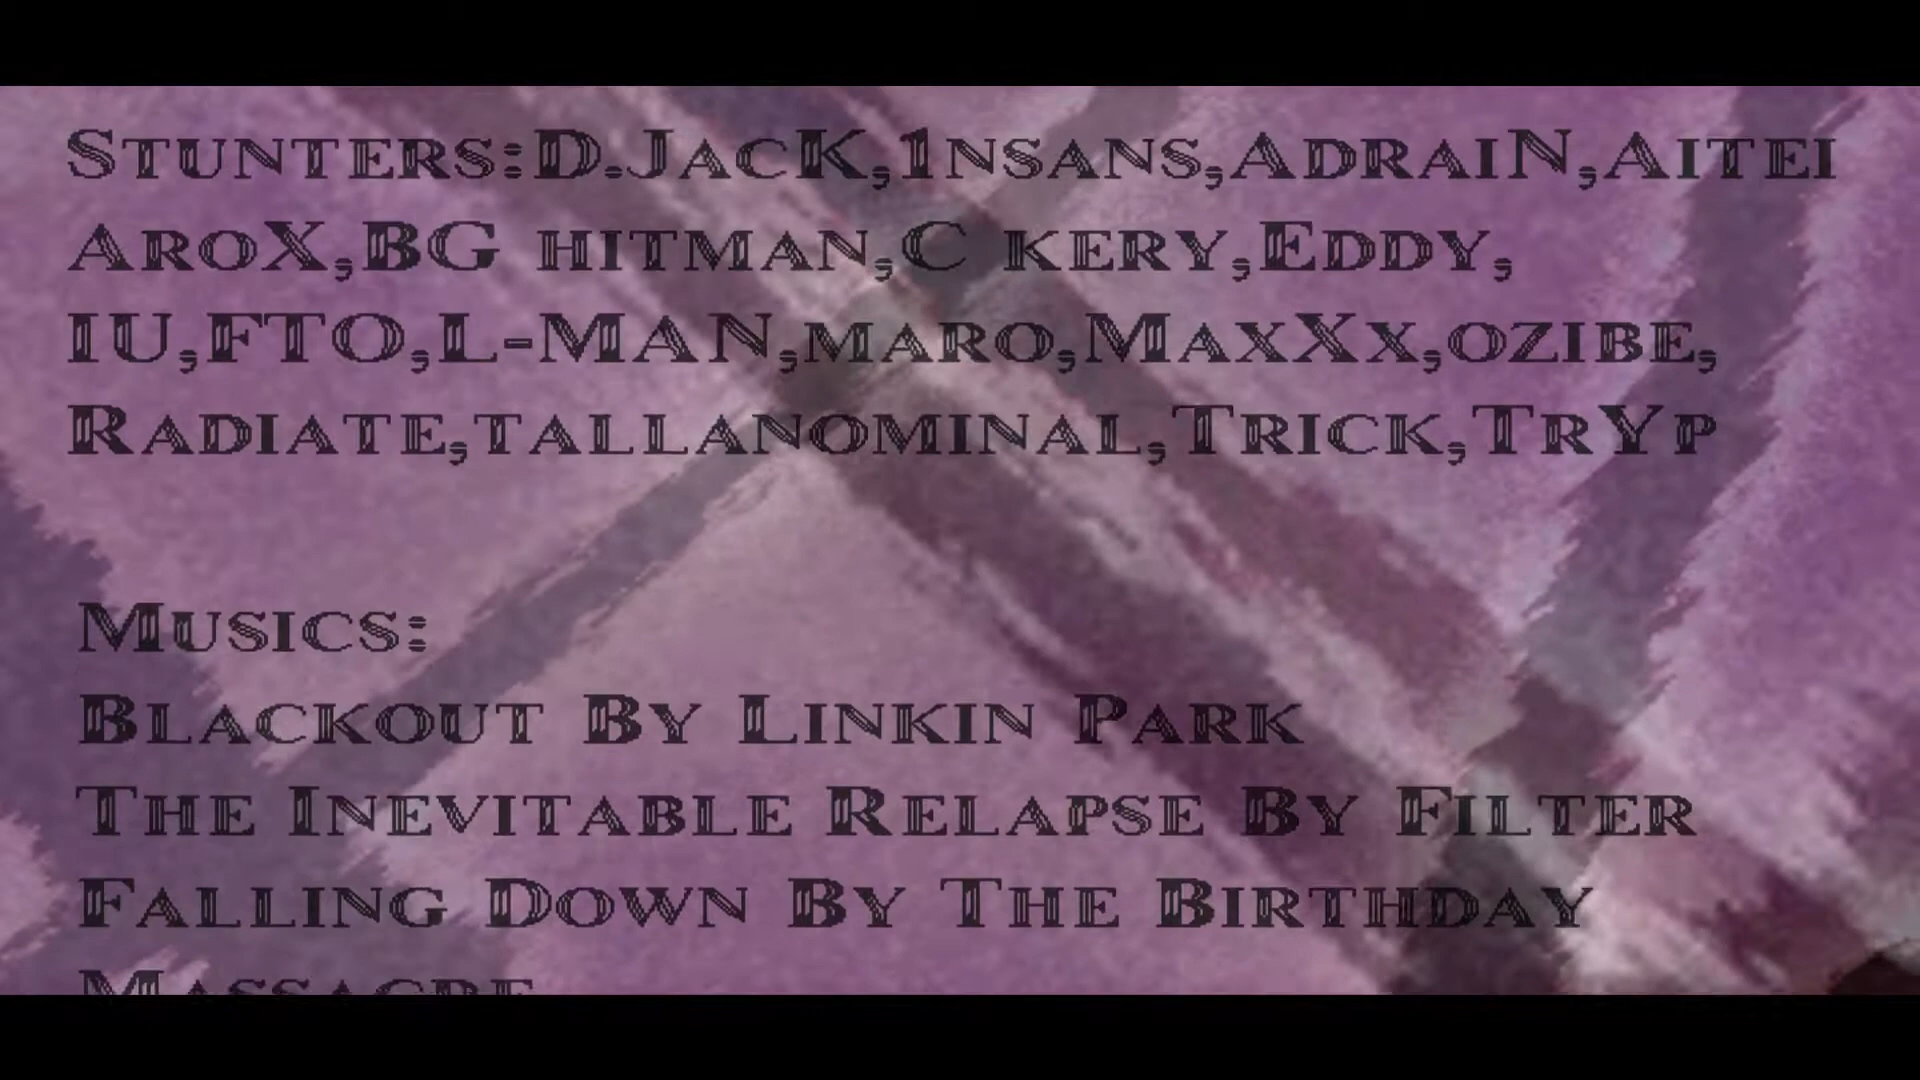 Stunters:D.JacK,1nsans,AdraiN,Aitei
AroX,BG hitman,C kery,Eddy,
IU,FTO,L-MAN,maro,MaxXx,ozibe,
Radiate,tallanominal,Trick,TrYp
Musics:
Blackout By Linkin Park
The Inevitable Relapse By Filter
Falling Down By The Birthday
Massacre